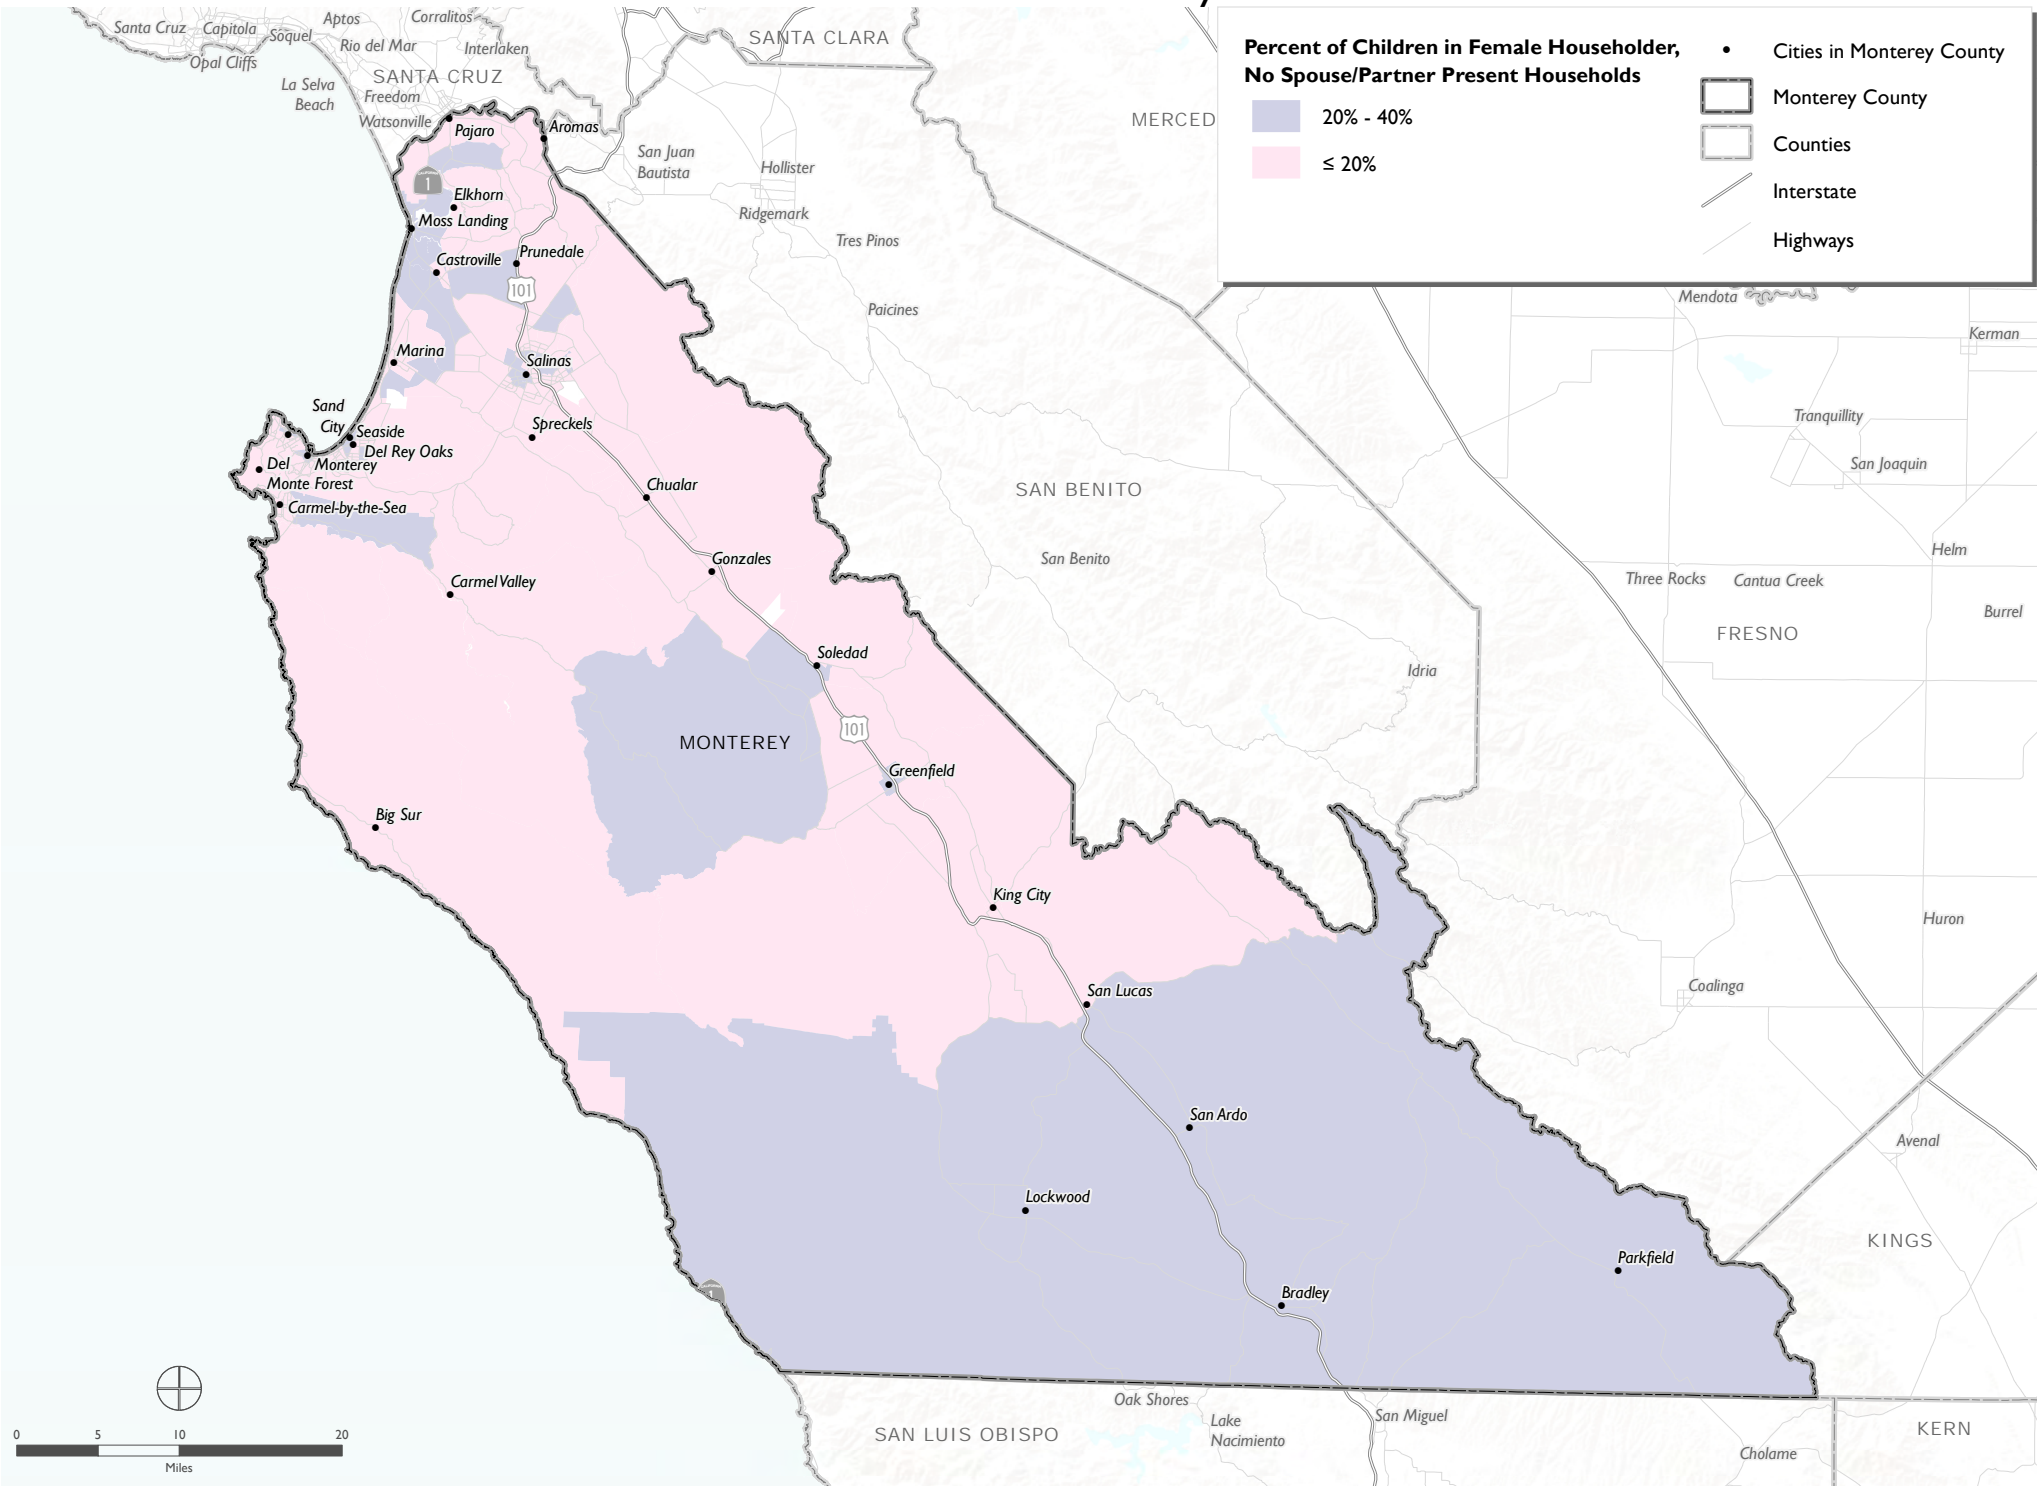 Percent of Children in Female Householder,
No Spouse/Partner Present Households
20% - 40%
≤ 20%
Cities in Monterey County
Monterey County
Counties
Interstate
Highways
Santa Cruz
Capitola
Soquel
Aptos
Corralitos
Rio del Mar
Interlaken
Opal Cliffs
SANTA CRUZ
La Selva
Beach
Freedom
Watsonville
SANTA CLARA
MERCED
Pajaro
Aromas
San Juan
Bautista
Hollister
Ridgemark
Tres Pinos
Paicines
1
Elkhorn
Moss Landing
Castroville
Prunedale
101
Marina
Salinas
Sand
City
Seaside
Del Rey Oaks
Monterey
Del
Monte Forest
Carmel-by-the-Sea
Spreckels
Chualar
Gonzales
Carmel Valley
Soledad
101
MONTEREY
Greenfield
Big Sur
King City
San Lucas
San Ardo
Lockwood
Bradley
Parkfield
1
SAN BENITO
San Benito
Idria
Mendota
Kerman
Tranquillity
San Joaquin
Helm
Three Rocks
Cantua Creek
Burrel
FRESNO
Huron
Coalinga
Avenal
KINGS
KERN
Oak Shores
Lake
Nacimiento
San Miguel
Cholame
SAN LUIS OBISPO
0 5 10 20
Miles